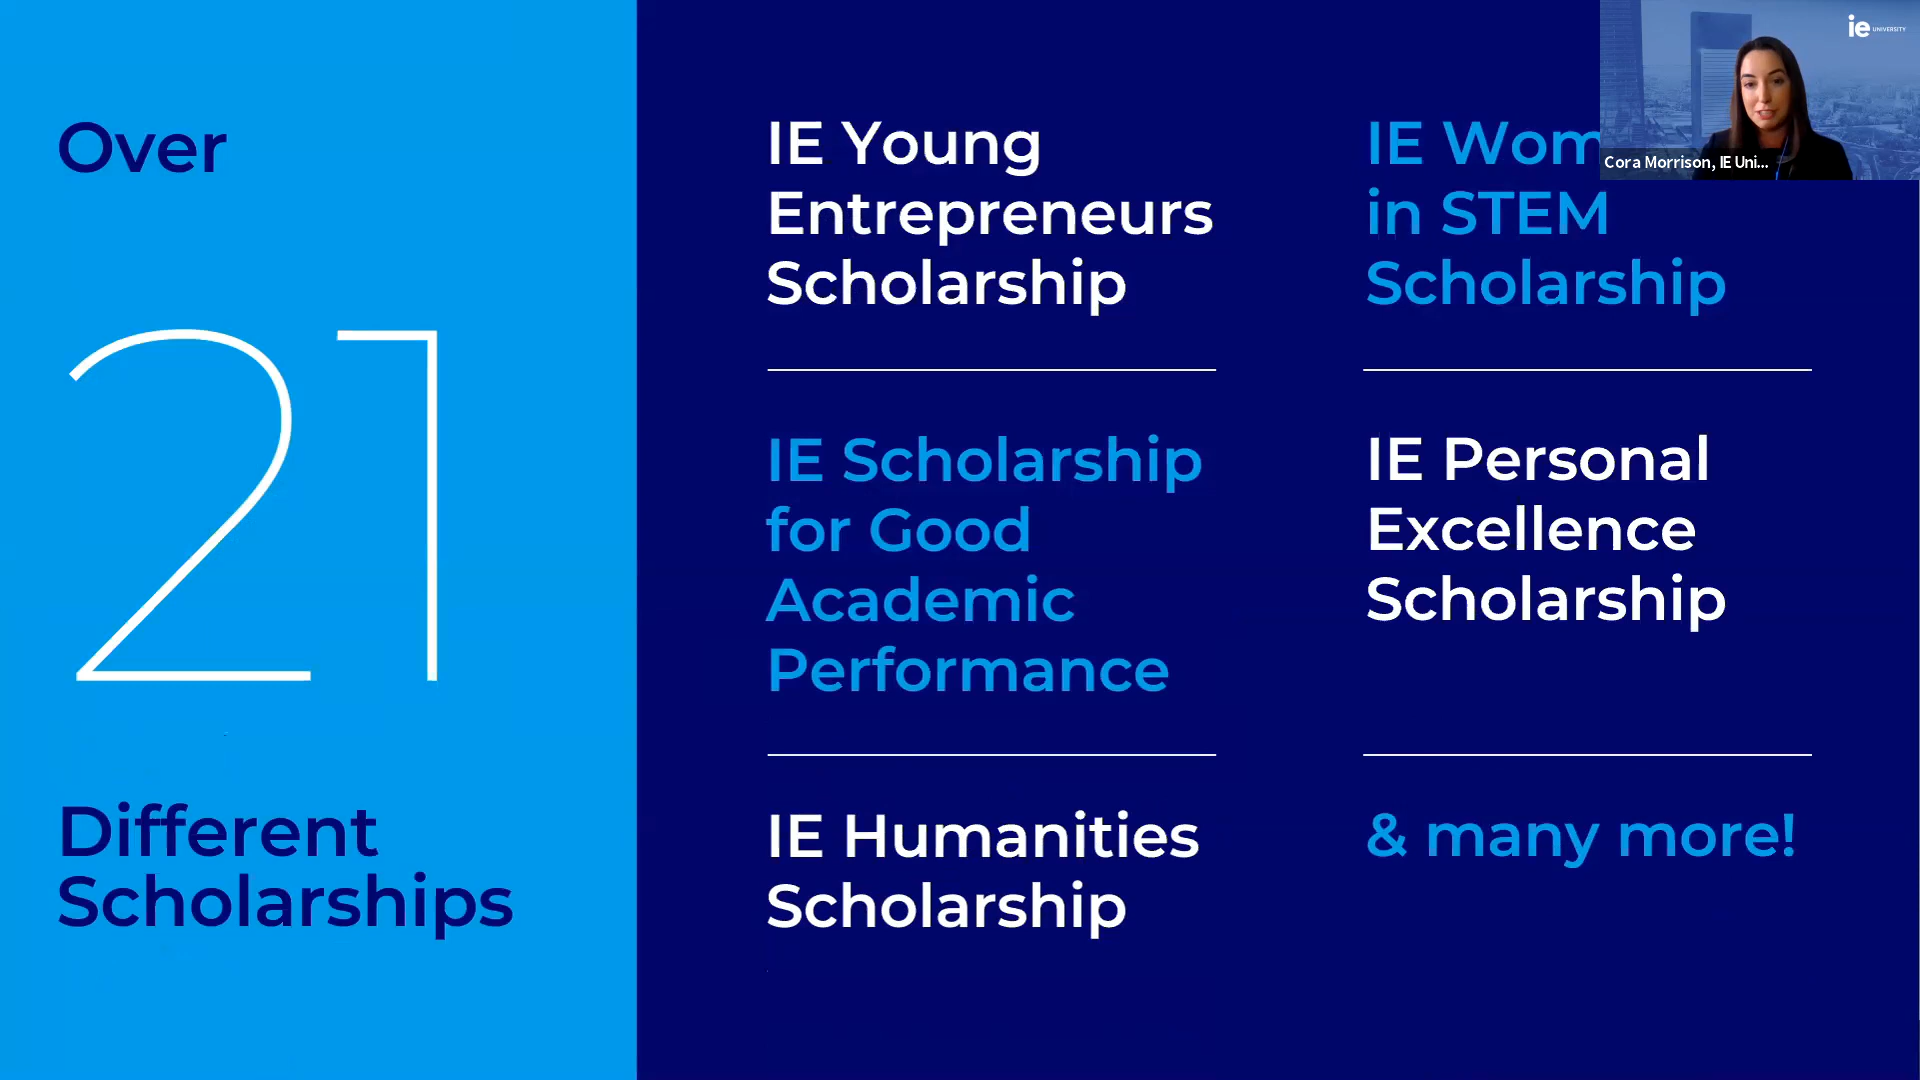 Over
21
Different
Scholarships
IE Young
Entrepreneurs
Scholarship
IE Scholarship
for Good
Academic
Performance
IE Humanities
Scholarship
IE Wom
in STEM
Scholarship
IE Personal
Excellence
Scholarship
& many more!
ie UNIVERSITY
Cora Morrison, IE Uni...